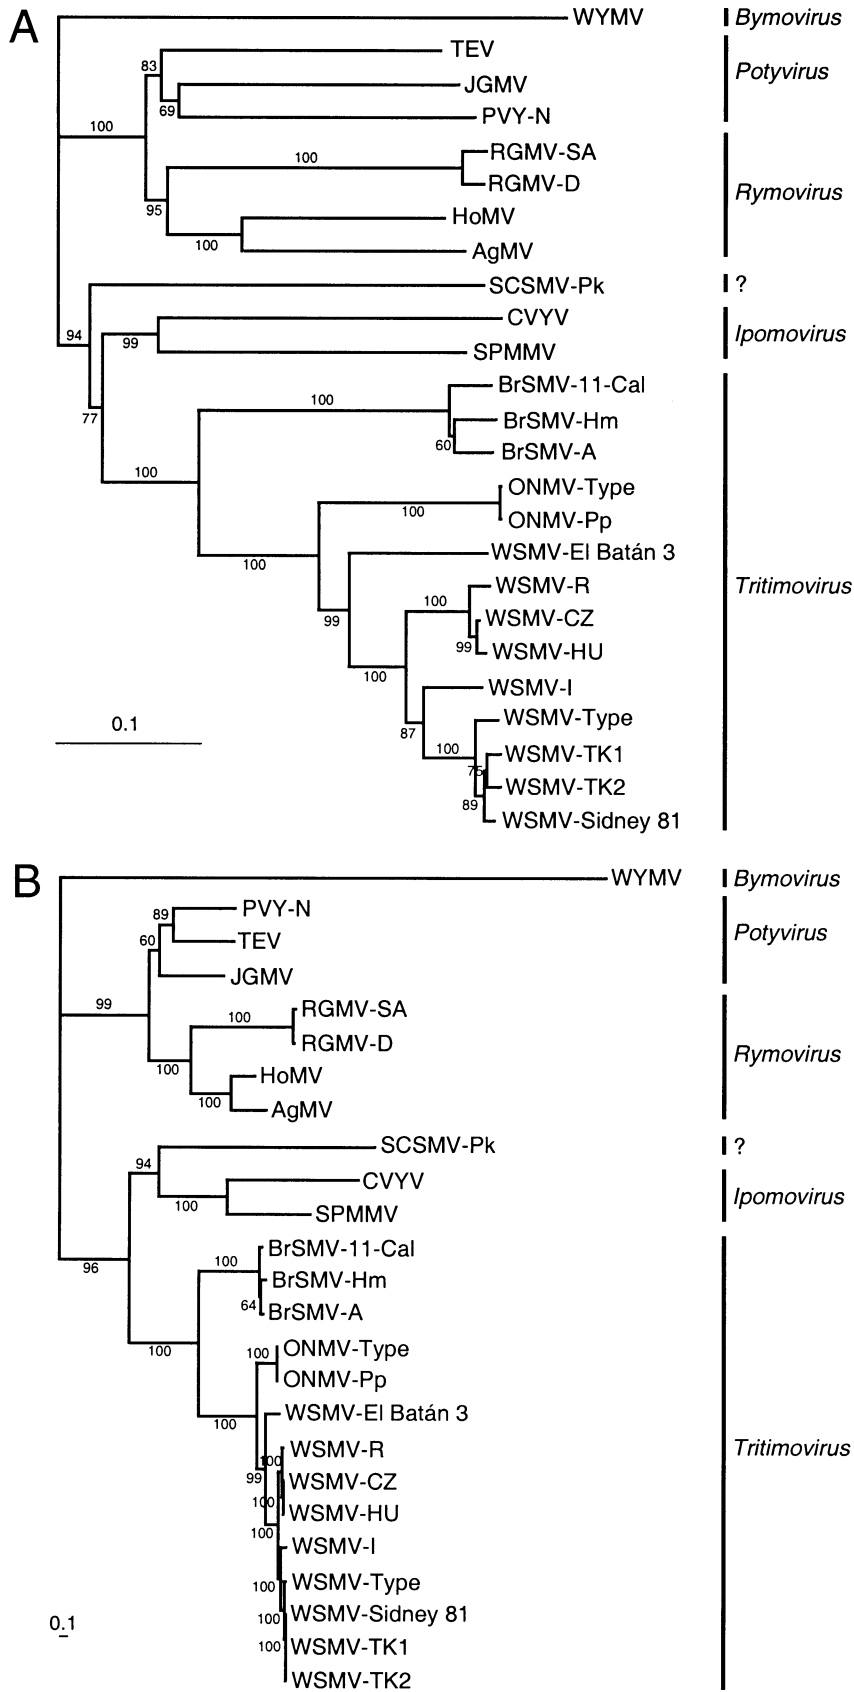 A
WYMV
Bymovirus
TEV
83
Potyvirus
JGMV
69
PVY-N
100
RGMV-SA
100
RGMV-D
Rymovirus
95
HoMV
100
AgMV
SCSMV-Pk
?
CVYV
94
99
Ipomovirus
SPMMV
BrSMV-11-Cal
100
77
BrSMV-Hm
60
BrSMV-A
100
ONMV-Type
100
ONMV-Pp
WSMV-El Batán 3
100
WSMV-R
Tritimovirus
100
99
WSMV-CZ
99
WSMV-HU
100
WSMV-I
0.1
87
WSMV-Type
100
WSMV-TK1
75
WSMV-TK2
89
WSMV-Sidney 81
B
WYMV
Bymovirus
89
PVY-N
60
TEV
Potyvirus
JGMV
99
RGMV-SA
100
RGMV-D
Rymovirus
100
HoMV
100
AgMV
SCSMV-Pk
?
94
CVYV
100
Ipomovirus
SPMMV
96
BrSMV-11-Cal
100
BrSMV-Hm
64
BrSMV-A
100
100
ONMV-Type
ONMV-Pp
100
WSMV-El Batán 3
WSMV-R
Tritimovirus
100
99
WSMV-CZ
100
WSMV-HU
100
WSMV-I
100
WSMV-Type
100
WSMV-Sidney 81
0.1
100
WSMV-TK1
WSMV-TK2